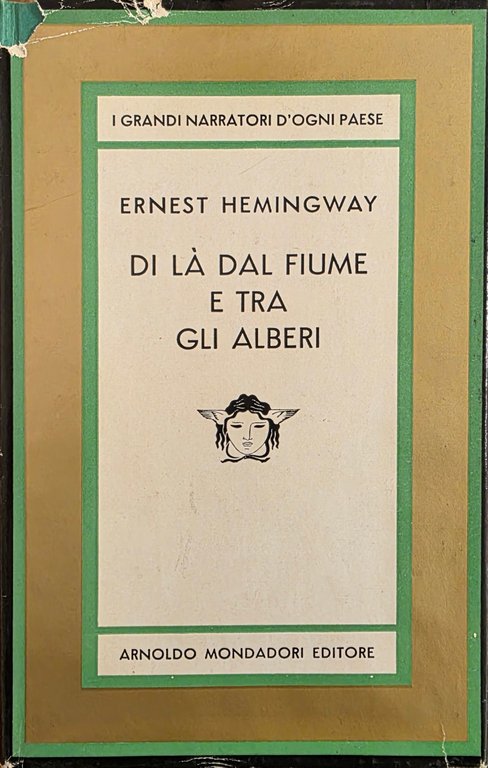 I GRANDI NARRATORI D'OGNI PAESE
ERNEST HEMINGWAY
DI LÀ DAL FIUME
E TRA
GLI ALBERI
ARNOLDO MONDADORI EDITORE